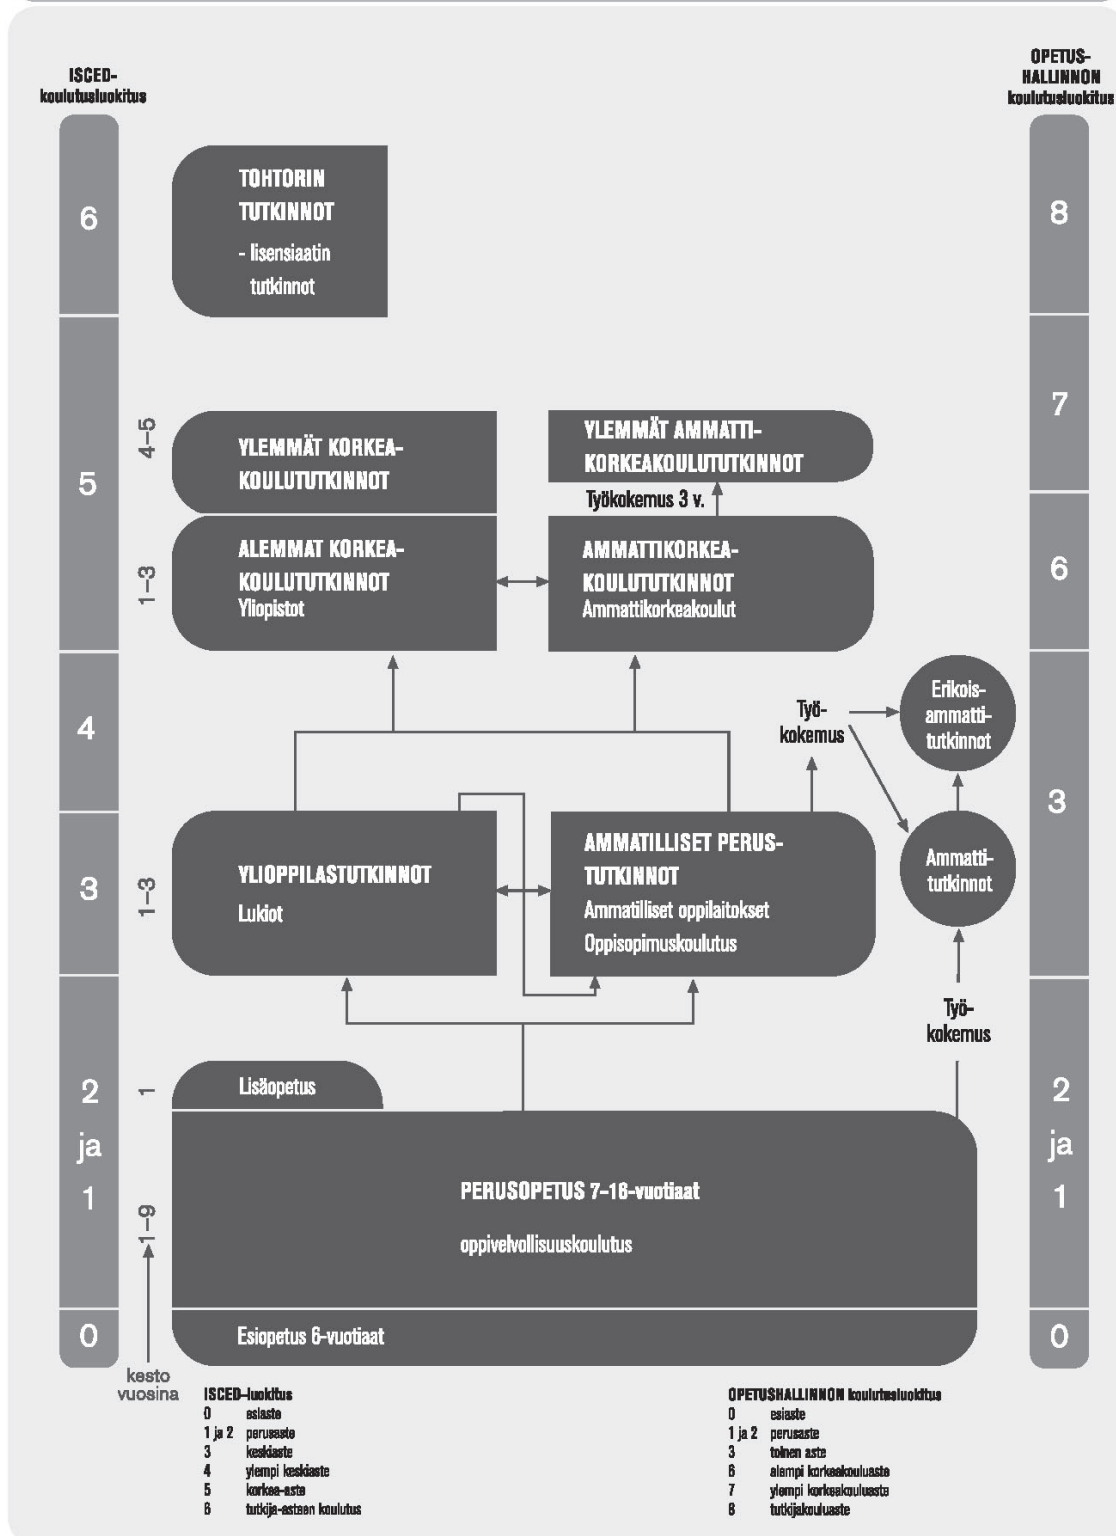 ISCED-
koulutusluokitus
OPETUS-
HALLINNON
koulutusluokitus
6
5
4
3
2
ja
1
0
8
7
6
3
2
ja
1
0
TOHTORIN
TUTKINNOT
- lisensiaatin
tutkinnot
4–5
YLEMMÄT KORKEA-
KOULUTUTKINNOT
YLEMMÄT AMMATTI-
KORKEAKOULUTUTKINNOT
Työkokemus 3 v.
1–3
ALEMMAT KORKEA-
KOULUTUTKINNOT
Yliopistot
AMMATTIKORKEA-
KOULUTUTKINNOT
Ammattikorkeakoulut
Työ-
kokemus
Erikois-
ammatti-
tutkinnot
1–3
YLIOPPILASTUTKINNOT
Lukiot
AMMATILLISET PERUS-
TUTKINNOT
Ammatilliset oppilaitokset
Oppisopimuskoulutus
Ammatti-
tutkinnot
Työ-
kokemus
1
Lisäopetus
1–9
PERUSOPETUS 7–16-vuotiaat
oppivelvollisuuskoulutus
Esiopetus 6-vuotiaat
kesto
vuosina
ISCED-luokitus
0 esiaste
1 ja 2 perusaste
3 keskiaste
4 ylempi keskiaste
5 korkea-aste
6 tutkija-asteen koulutus
OPETUSHALLINNON koulutusluokitus
0 esiaste
1 ja 2 perusaste
3 toinen aste
6 alempi korkeakouluaste
7 ylempi korkeakouluaste
8 tutkijakouluaste